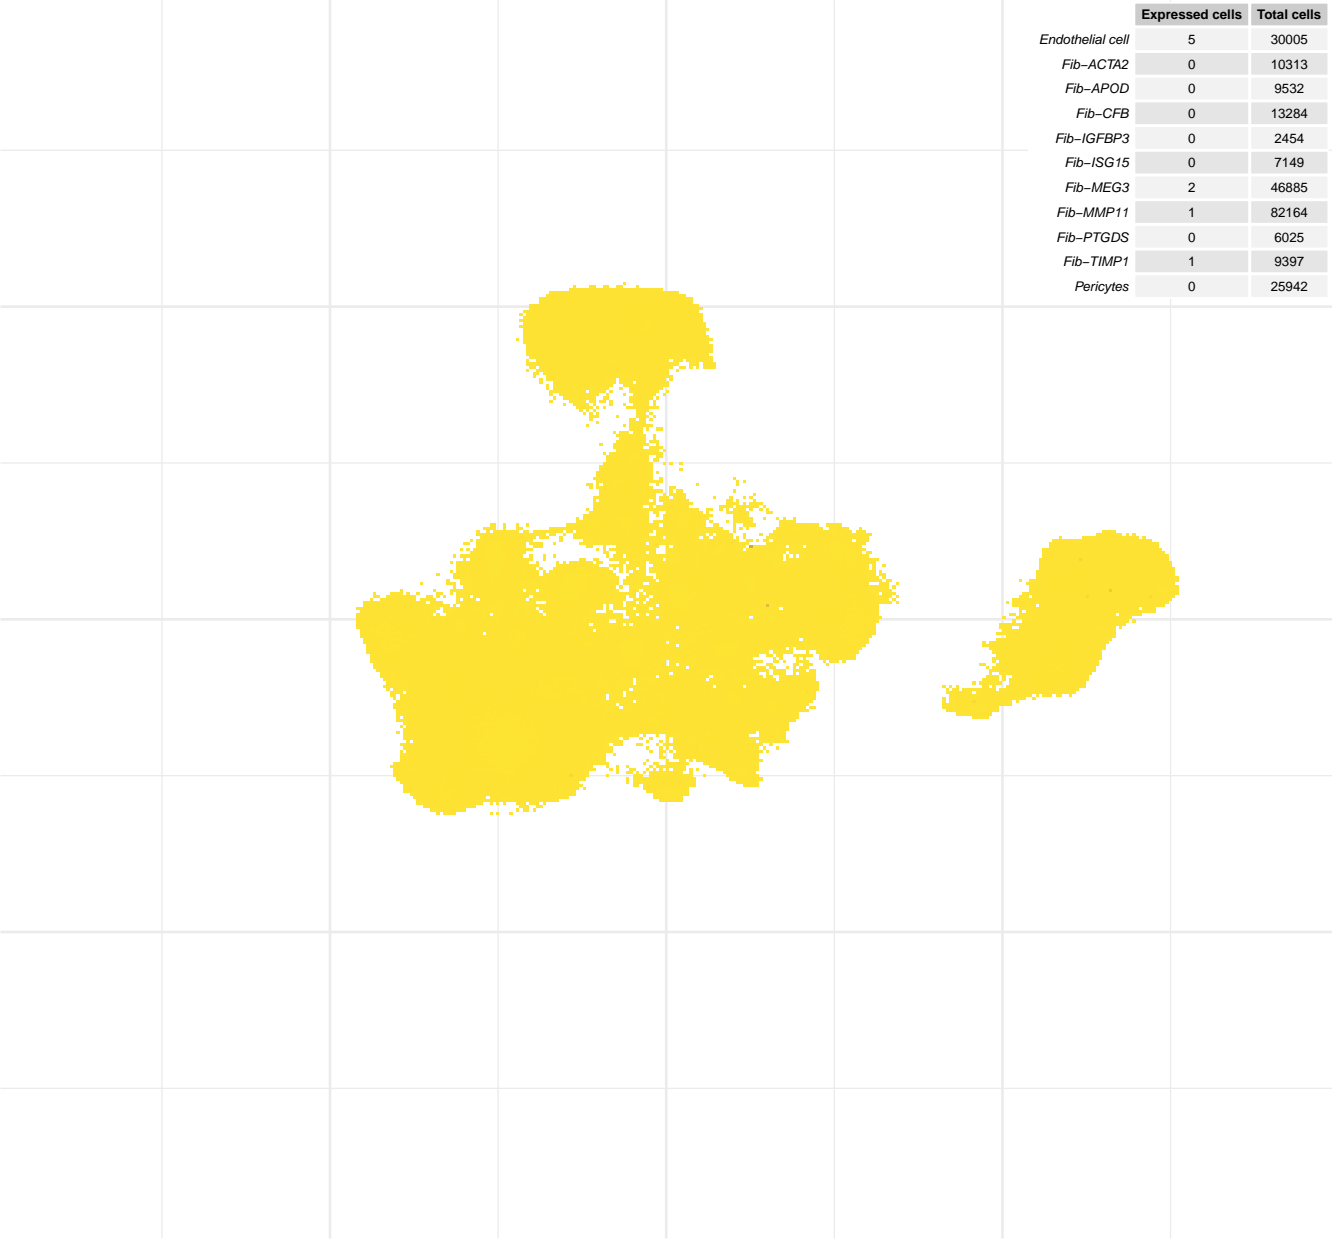 Expressed cells Total cells
Endothelial cell 5 30005
Fib−ACTA2 0 10313
Fib−APOD 0 9532
Fib−CFB 0 13284
Fib−IGFBP3 0 2454
Fib−ISG15 0 7149
Fib−MEG3 2 46885
Fib−MMP11 1 82164
Fib−PTGDS 0 6025
Fib−TIMP1 1 9397
Pericytes 0 25942